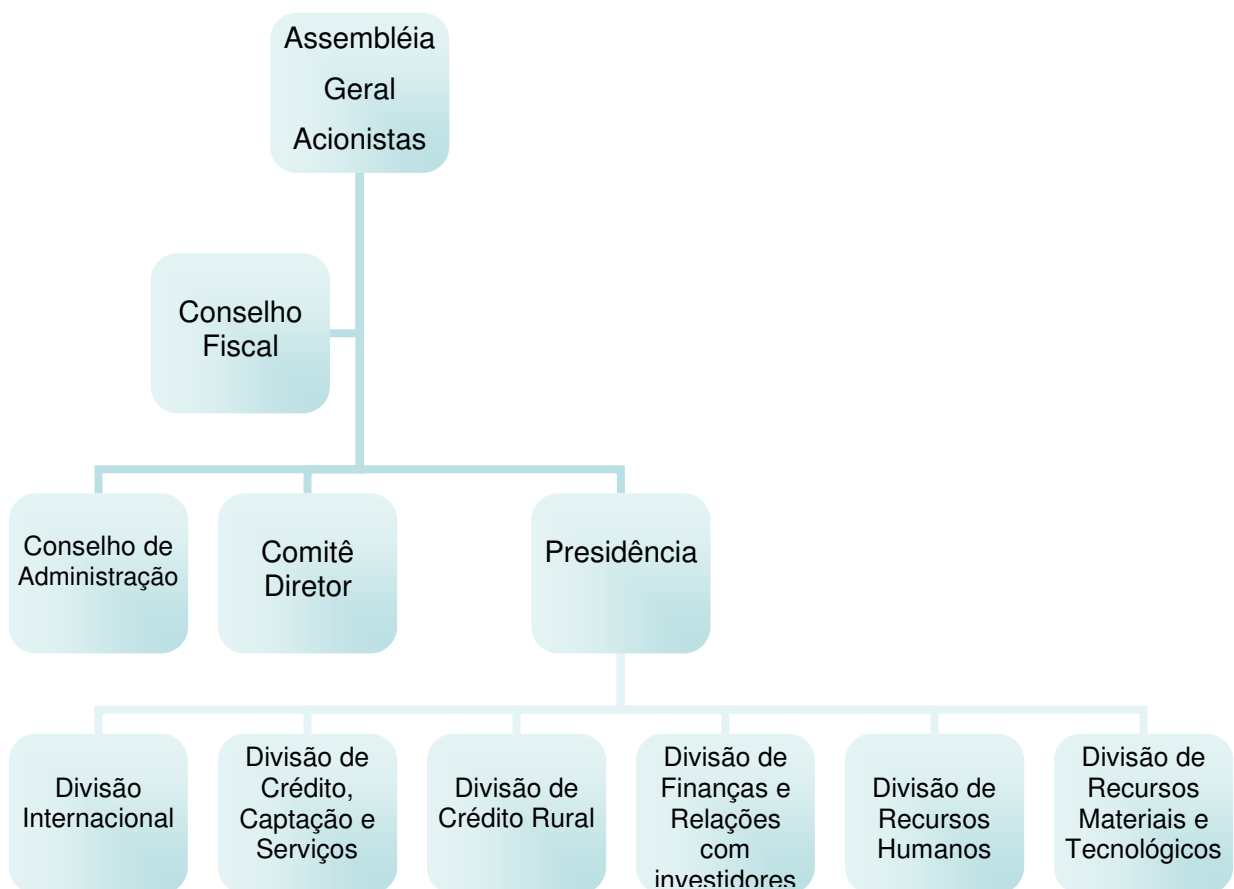 Assembléia
Geral
Acionistas
Conselho
Fiscal
Conselho de
Administração
Comitê
Diretor
Presidência
Divisão
Internacional
Divisão de
Crédito,
Captação e
Serviços
Divisão de
Crédito Rural
Divisão de
Finanças e
Relações
com
investidores
Divisão de
Recursos
Humanos
Divisão de
Recursos
Materiais e
Tecnológicos